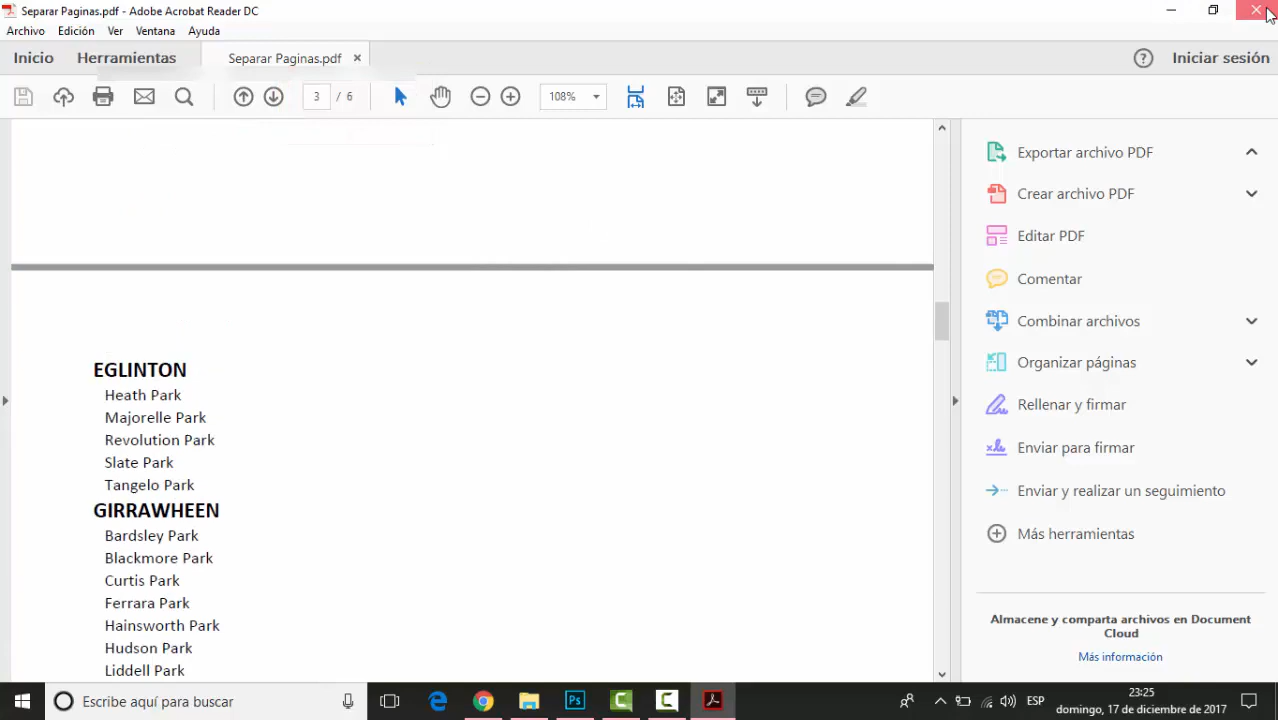 Separar Paginas.pdf - Adobe Acrobat Reader DC
Archivo Edición Ver Ventana Ayuda
Inicio Herramientas Separar Paginas.pdf × Iniciar sesión
3 / 6 108%
Exportar archivo PDF
Crear archivo PDF
Editar PDF
Comentar
Combinar archivos
Organizar páginas
Rellenar y firmar
Enviar para firmar
Enviar y realizar un seguimiento
Más herramientas
Almacene y comparta archivos en Document
Cloud
Más información
EGLINTON
Heath Park
Majorelle Park
Revolution Park
Slate Park
Tangelo Park
GIRRAWHEEN
Bardsley Park
Blackmore Park
Curtis Park
Ferrara Park
Hainsworth Park
Hudson Park
Liddell Park
Escribe aquí para buscar
Ps
ESP
23:25
domingo, 17 de diciembre de 2017